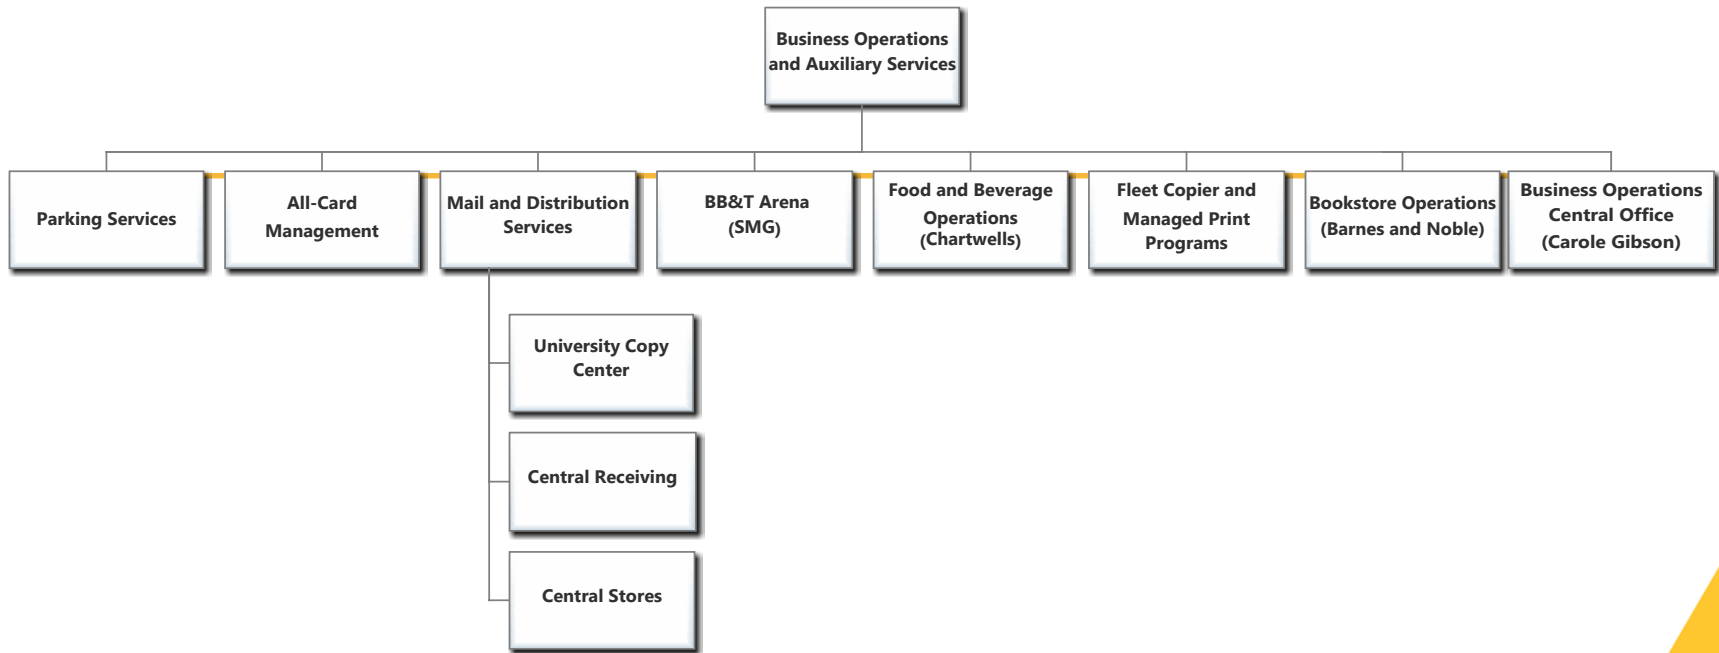 Business Operations
and Auxiliary Services
Parking Services
All-Card
Management
Mail and Distribution
Services
BB&T Arena
(SMG)
Food and Beverage
Operations
(Chartwells)
Fleet Copier and
Managed Print
Programs
Bookstore Operations
(Barnes and Noble)
Business Operations
Central Office
(Carole Gibson)
University Copy
Center
Central Receiving
Central Stores